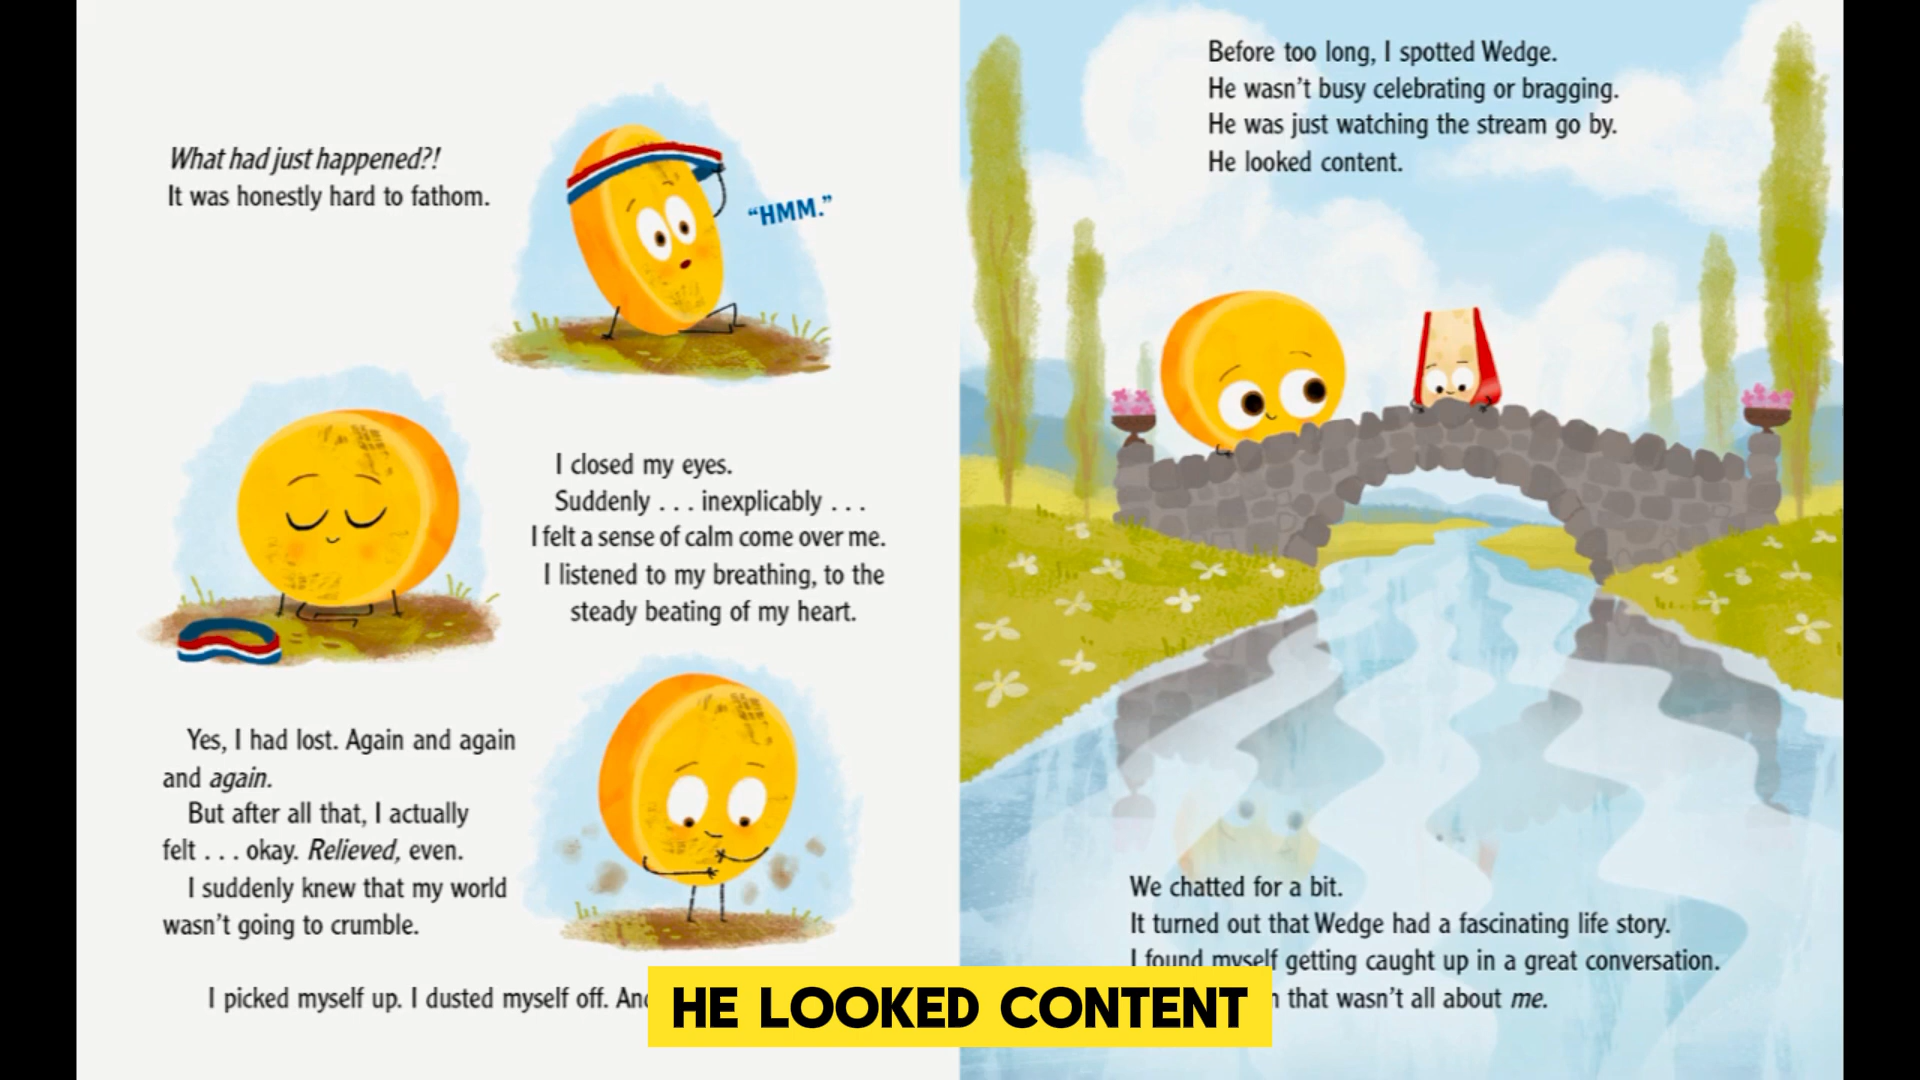 What had just happened?!
It was honestly hard to fathom.
“HMM.”
I closed my eyes.
Suddenly . . . inexplicably . . .
I felt a sense of calm come over me.
I listened to my breathing, to the
steady beating of my heart.
Yes, I had lost. Again and again
and again.
But after all that, I actually
felt . . . okay. Relieved, even.
I suddenly knew that my world
wasn’t going to crumble.
I picked myself up. I dusted myself off.
Before too long, I spotted Wedge.
He wasn’t busy celebrating or bragging.
He was just watching the stream go by.
He looked content.
We chatted for a bit.
It turned out that Wedge had a fascinating life story.
I found myself getting caught up in a great conversation.
that wasn’t all about me.
HE LOOKED CONTENT